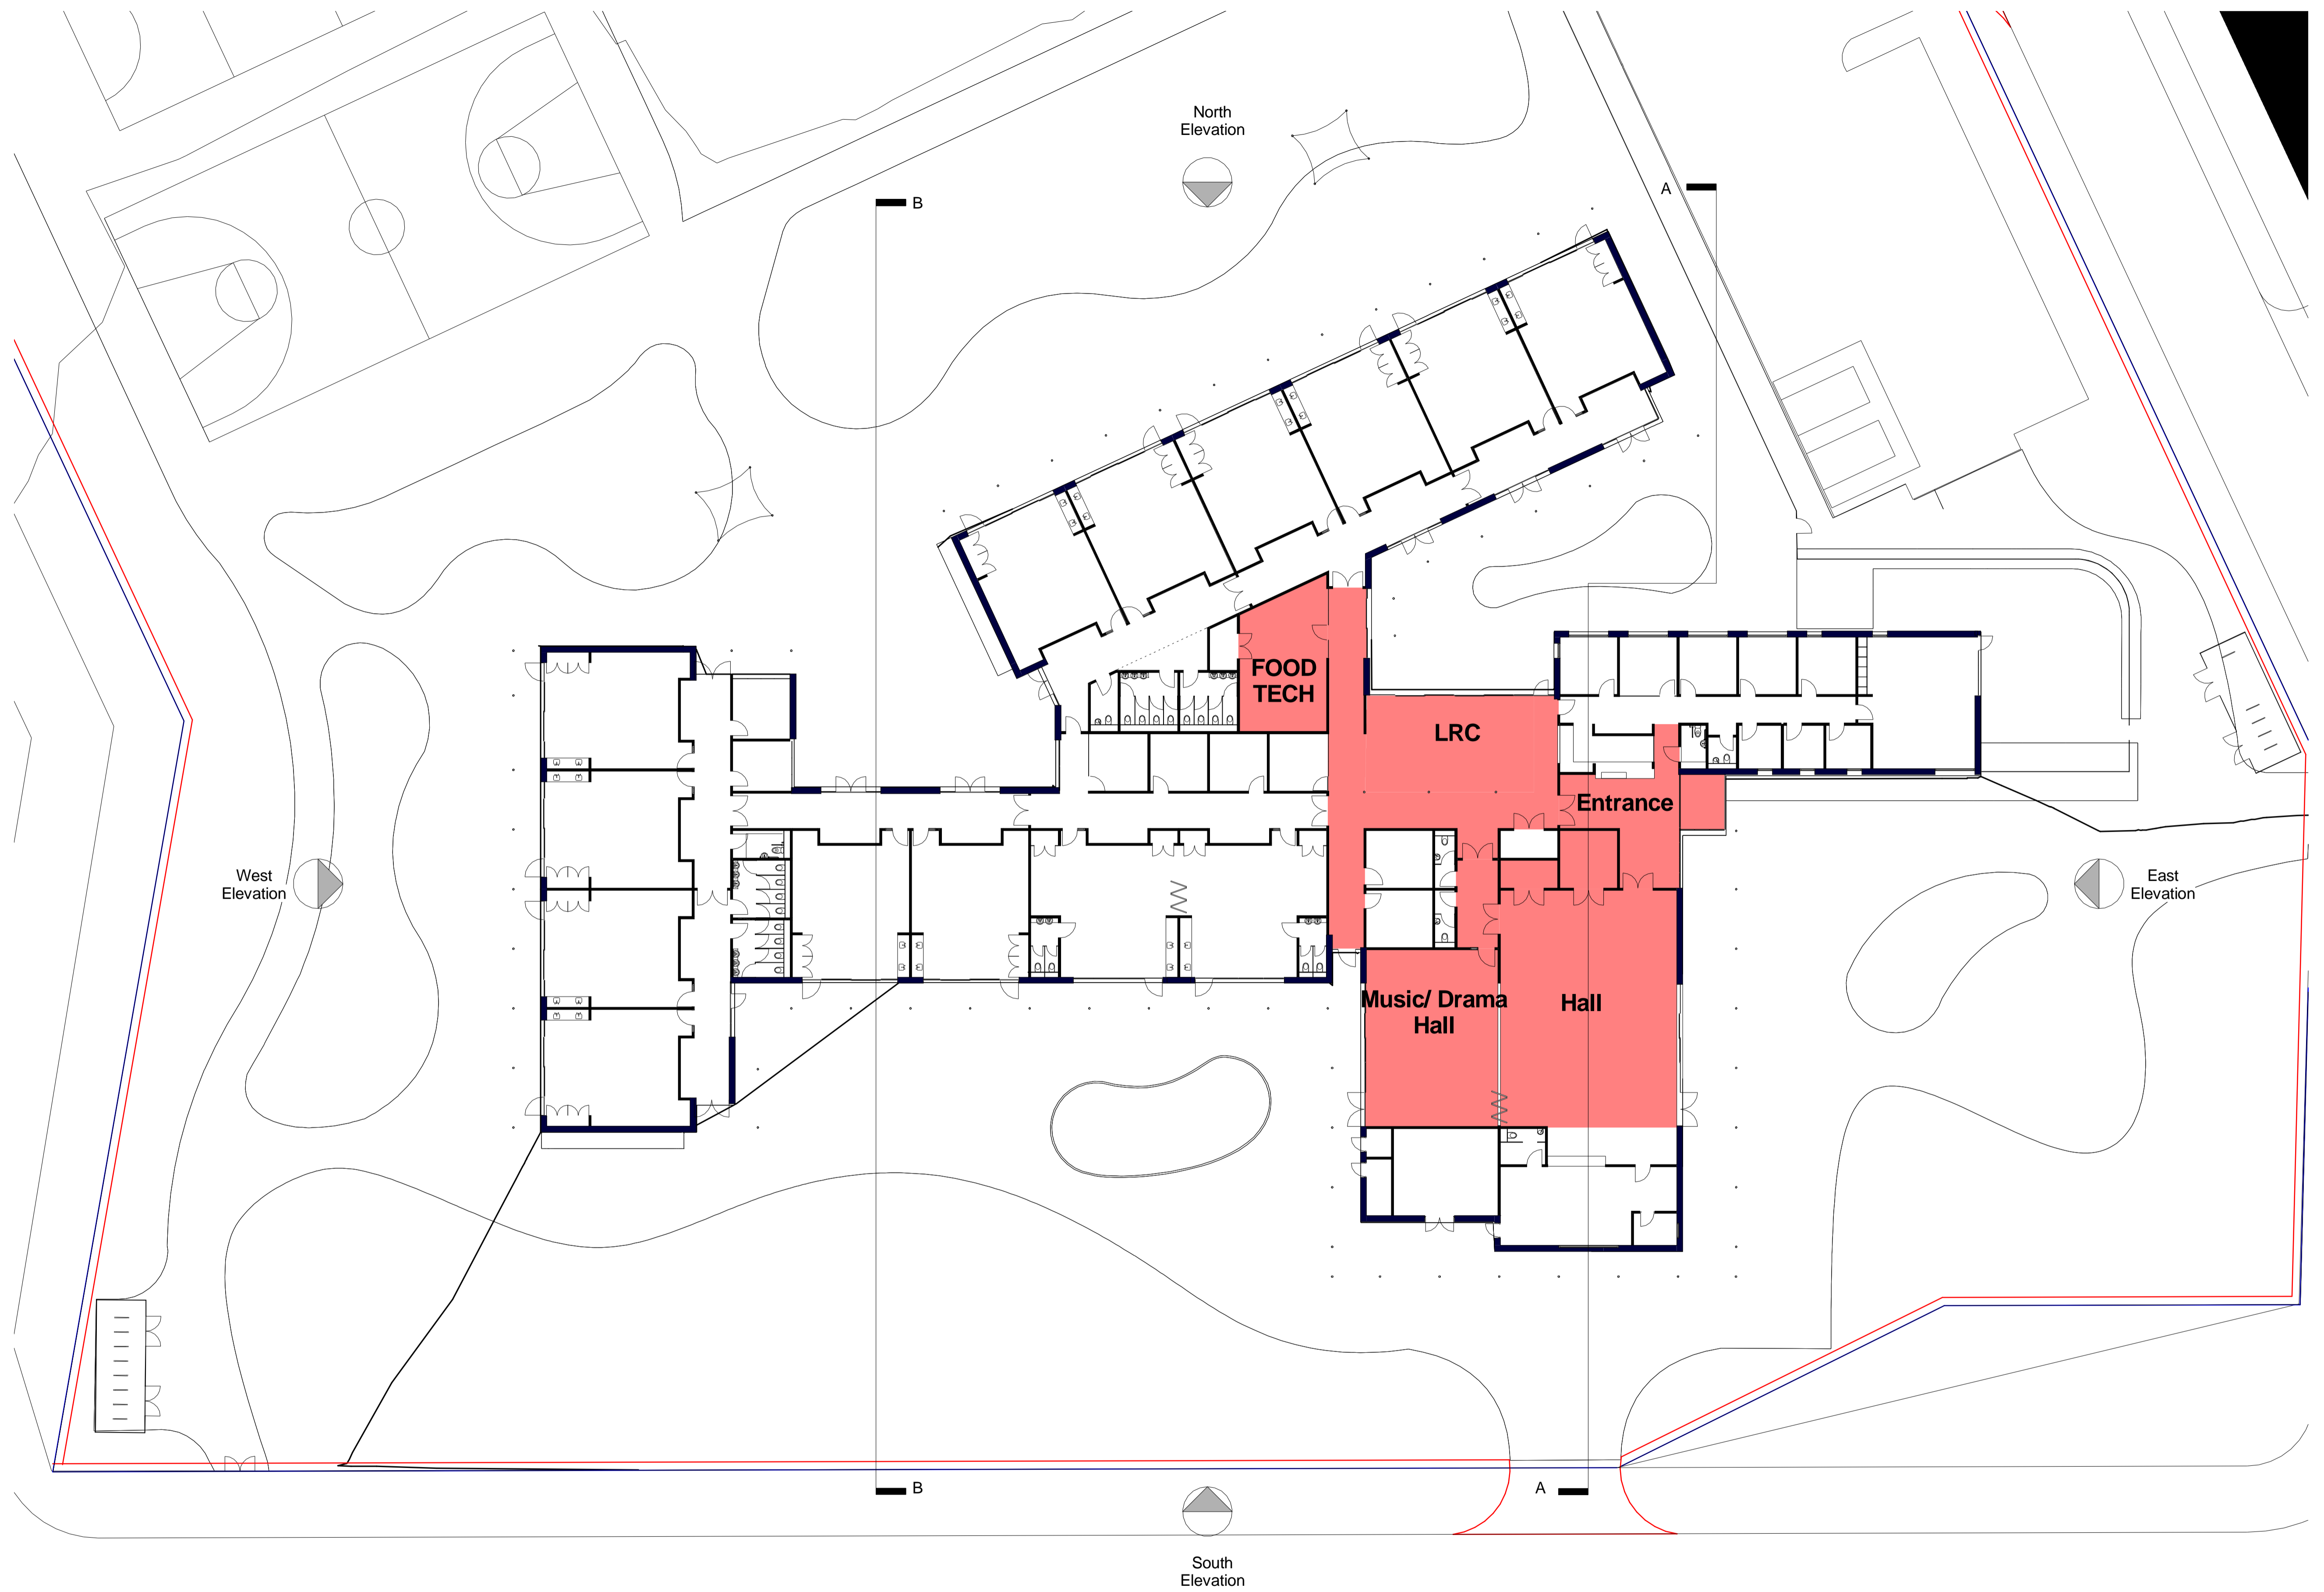 North
Elevation
A
B
FOOD
TECH
LRC
Entrance
West
Elevation
East
Elevation
Music/ Drama
Hall
Hall
B
A
South
Elevation